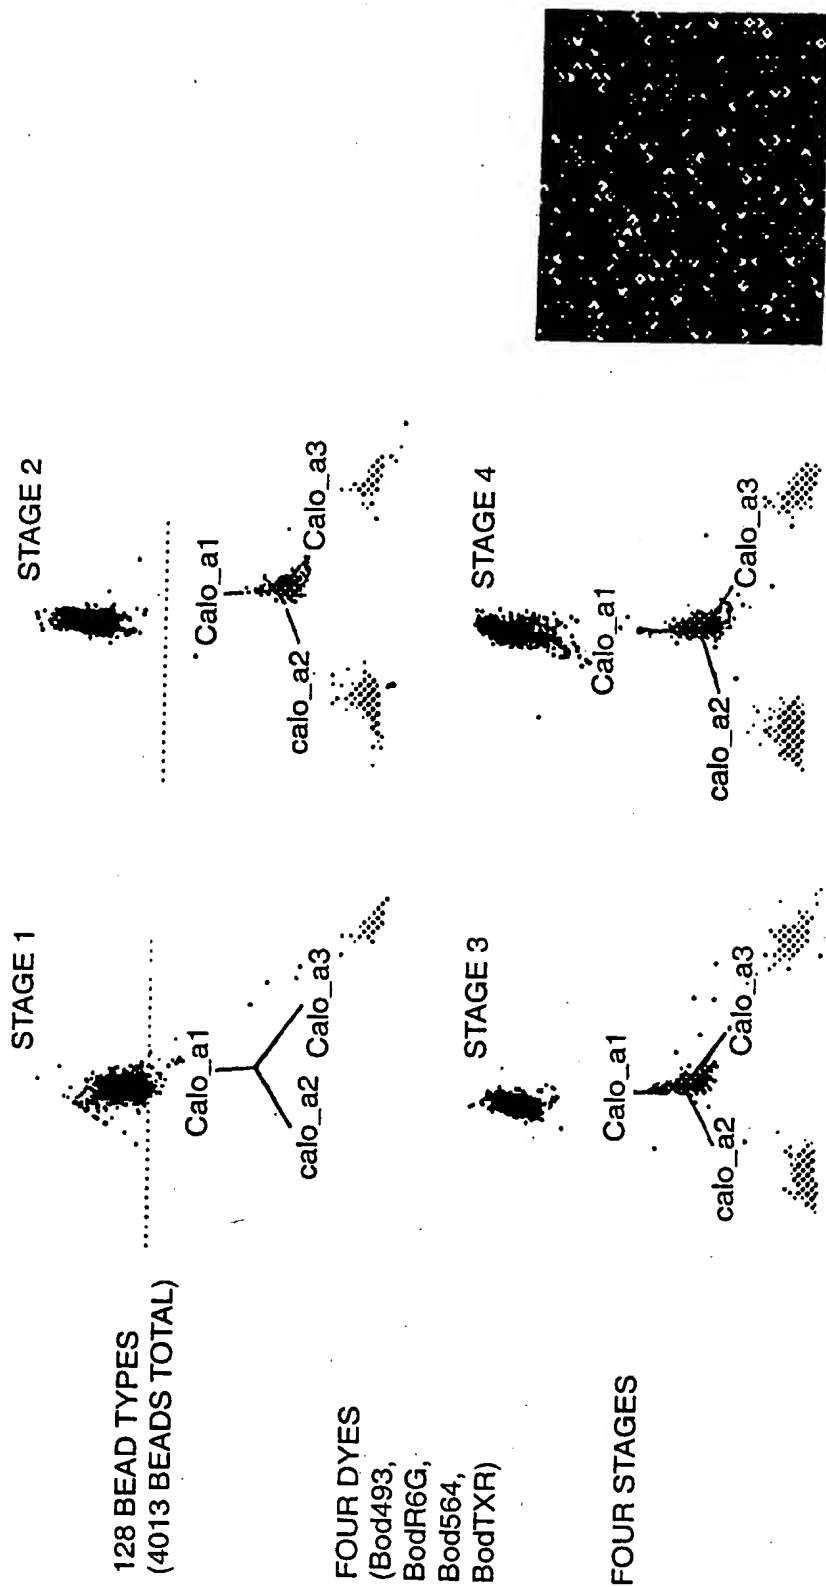 128 BEAD TYPES
(4013 BEADS TOTAL)
FOUR DYES
(Bod493,
BodR6G,
Bod564,
BodTXR)
FOUR STAGES
STAGE 1
Calo_a1
calo_a2
Calo_a3
STAGE 2
Calo_a1
calo_a2
Calo_a3
STAGE 3
Calo_a1
calo_a2
Calo_a3
STAGE 4
Calo_a1
calo_a2
Calo_a3